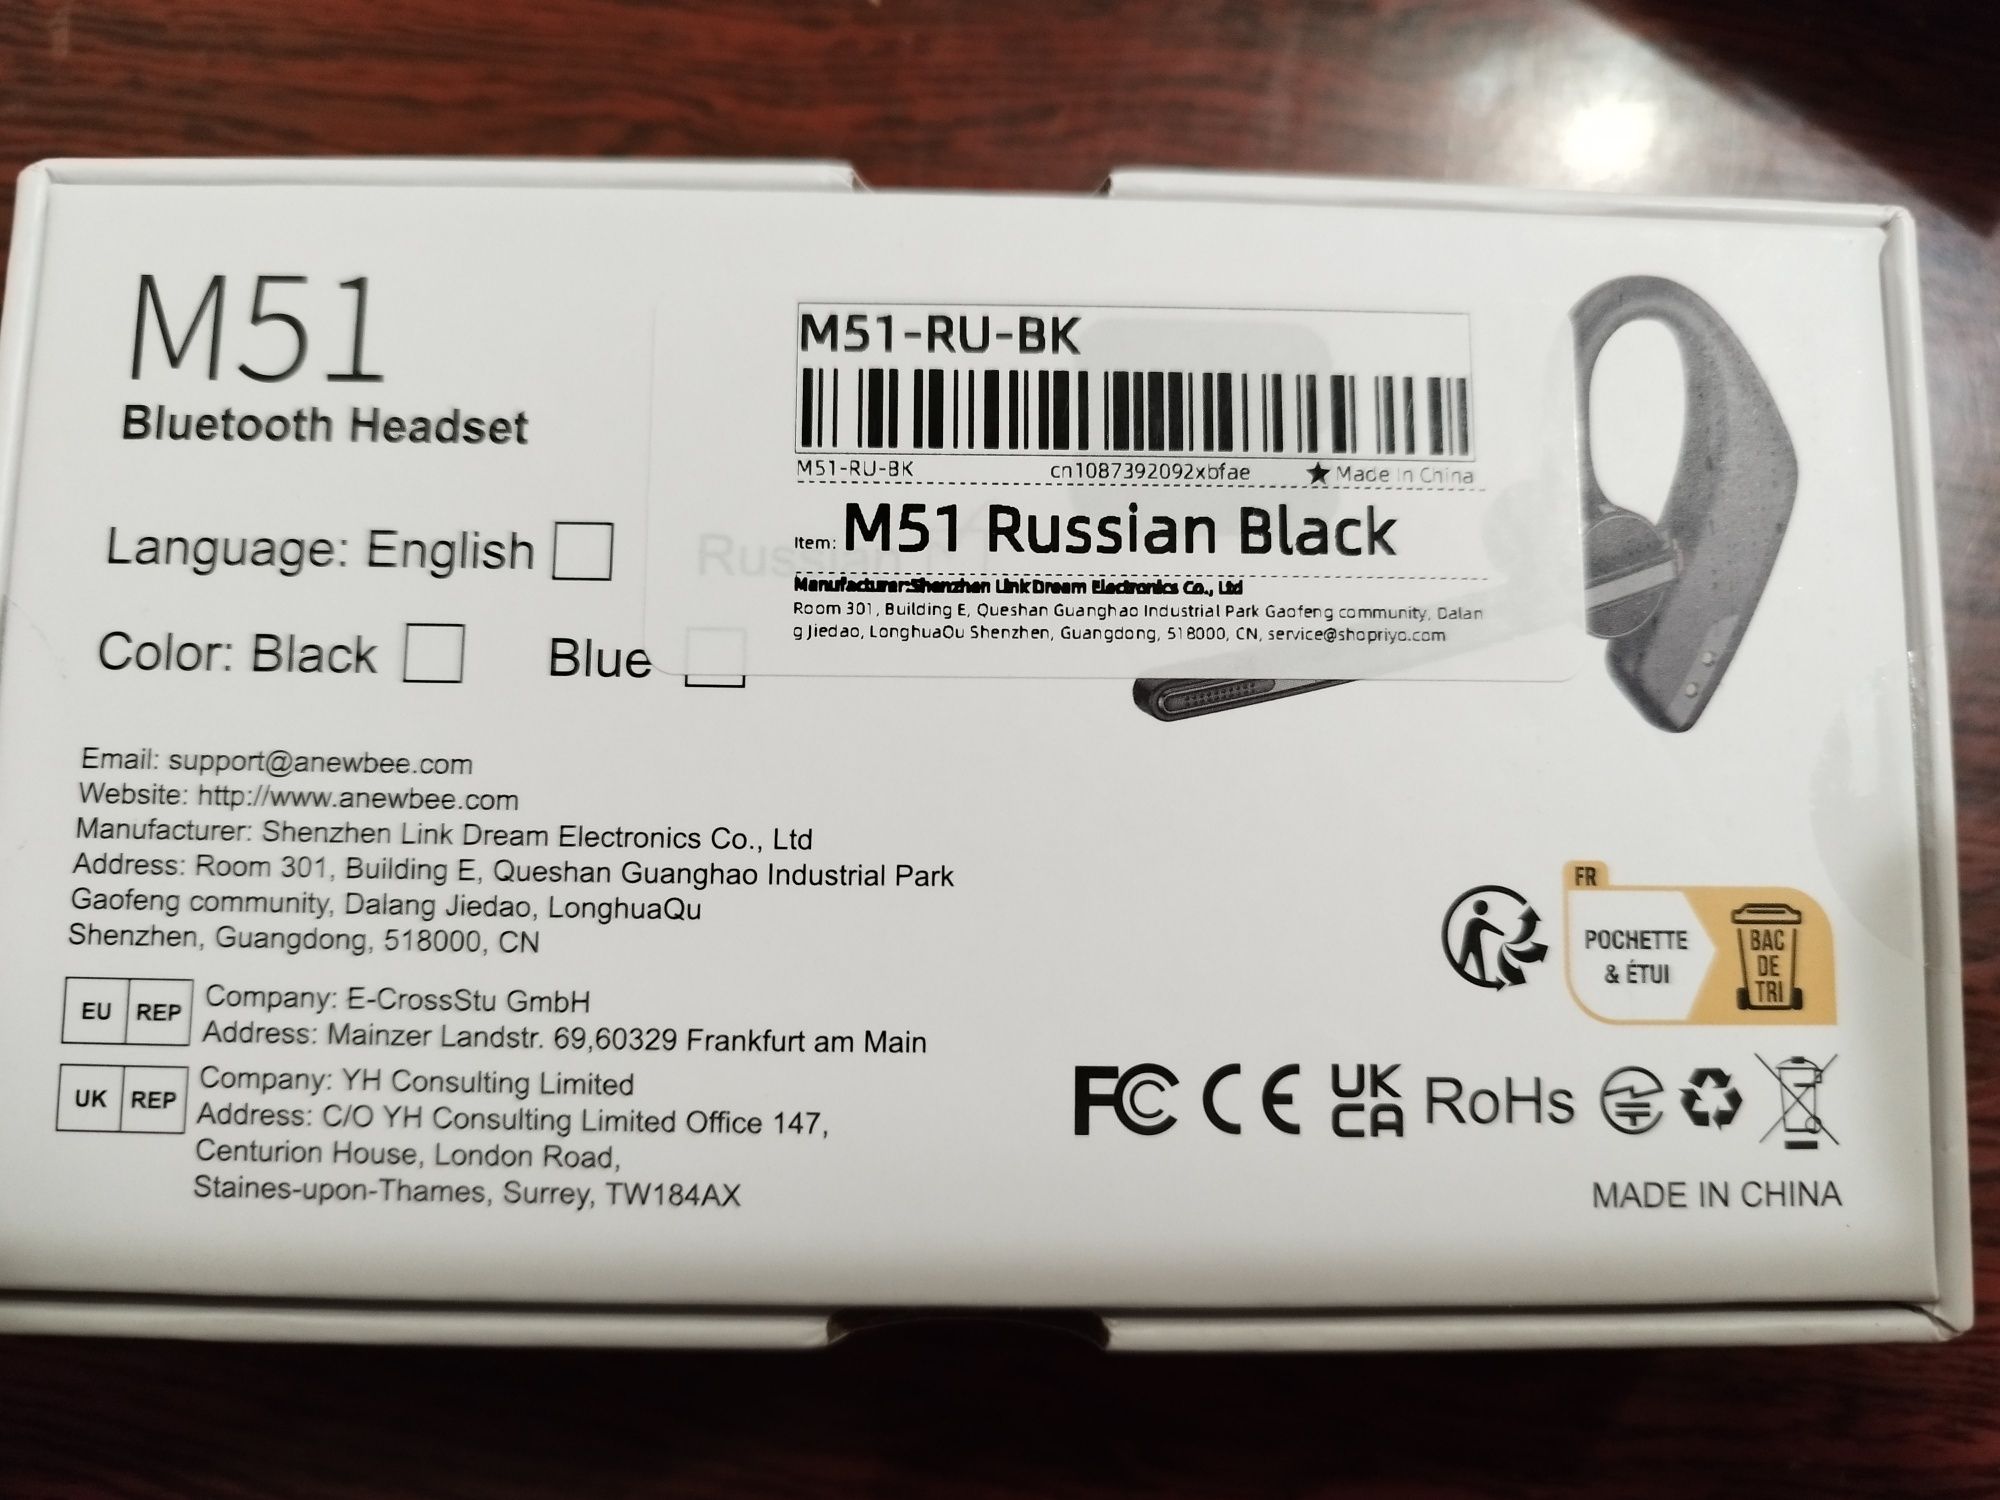 M51
Bluetooth Headset
Language: English
Russian
Color: Black Blue
M51-RU-BK
M51-RU-BK cn1087392092xbfae ★ Made In China
Item: M51 Russian Black
Manufacturer:Shenzhen Link Dream Electronics Co., Ltd
Room 301, Building E, Queshan Guanghao Industrial Park Gaofeng community, Dalan
g Jiedao, LonghuaQu Shenzhen, Guangdong, 518000, CN, service@shopriyo.com
Email: support@anewbee.com
Website: http://www.anewbee.com
Manufacturer: Shenzhen Link Dream Electronics Co., Ltd
Address: Room 301, Building E, Queshan Guanghao Industrial Park
Gaofeng community, Dalang Jiedao, LonghuaQu
Shenzhen, Guangdong, 518000, CN
EU REP Company: E-CrossStu GmbH
Address: Mainzer Landstr. 69,60329 Frankfurt am Main
UK REP Company: YH Consulting Limited
Address: C/O YH Consulting Limited Office 147,
Centurion House, London Road,
Staines-upon-Thames, Surrey, TW184AX
FR
POCHETTE
& ÉTUI
BAC
DE
TRI
FC CE UK
CA RoHs
MADE IN CHINA